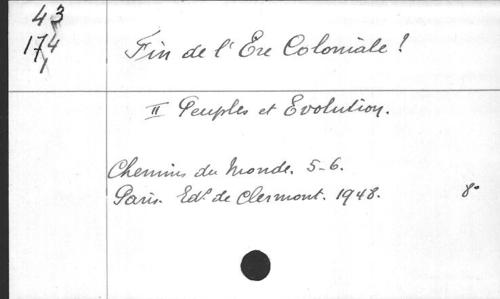 43
174
1
Fin de l'Ere Coloniale!
II Peuples et Evolution.
Chemins du Monde. 5-6.
Paris. Ed.s de Clermont. 1948. 8°